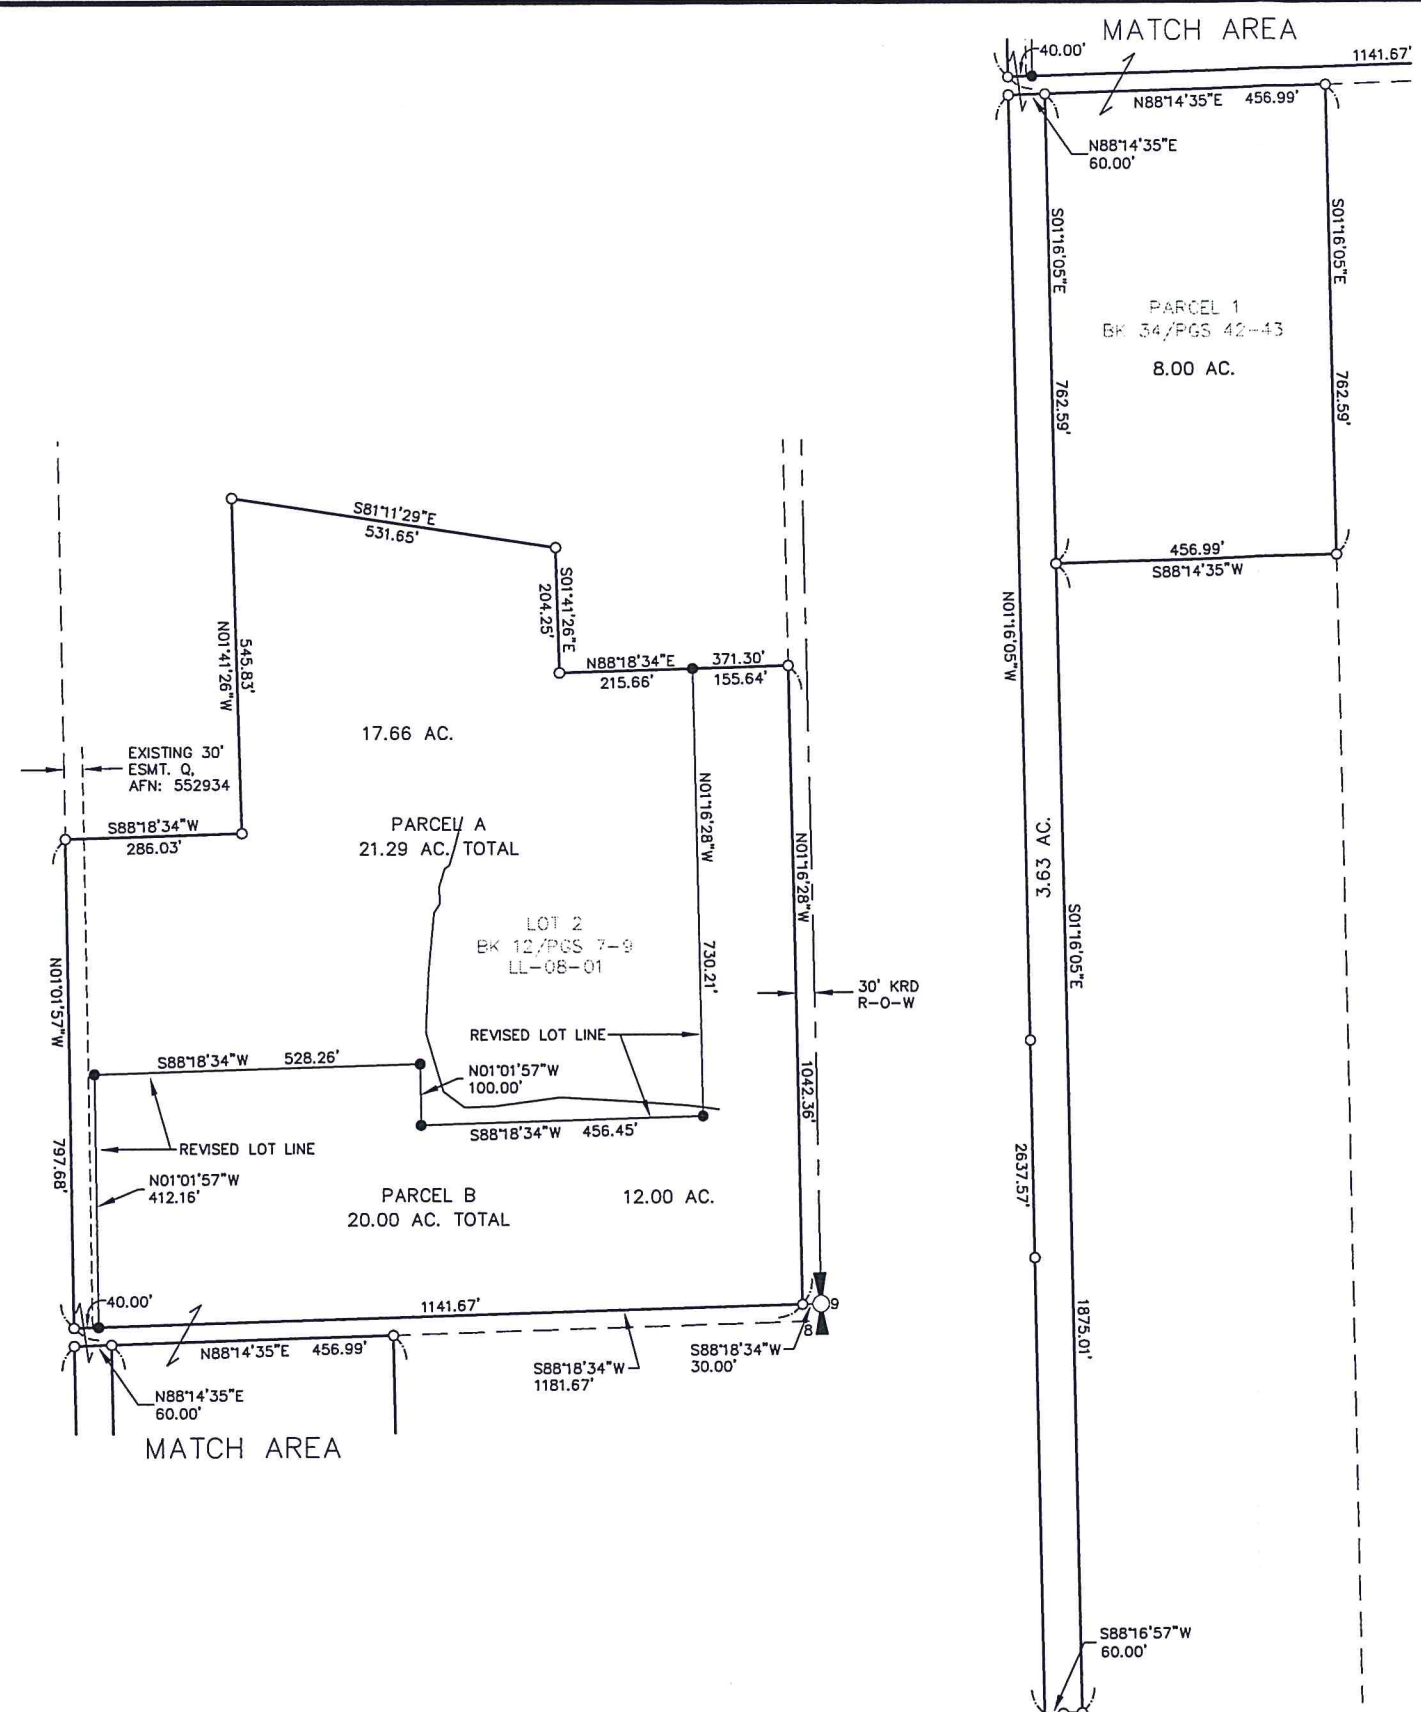 MATCH AREA
40.00'
1141.67'
N88°14'35"E 456.99'
N88°14'35"E
60.00'
S01°16'05"E
762.59'
S01°16'05"E
762.59'
PARCEL 1
BK 34/PGS 42-43
8.00 AC.
456.99'
S88°14'35"W
N01°16'05"W
2637.57'
3.63 AC.
S01°16'05"E
1875.01'
S88°16'57"W
60.00'
S81°11'29"E
531.65'
S01°41'26"E
204.25'
N88°18'34"E
215.66'
371.30'
155.64'
545.83'
N01°41'26"W
17.66 AC.
EXISTING 30'
ESMT. Q,
AFN: 552934
S88°18'34"W
286.03'
PARCEL A
21.29 AC. TOTAL
N01°16'28"W
730.21'
N01°16'28"W
1042.36'
LOT 2
BK 12/PGS 7-9
LL-08-01
30' KRD
R-O-W
N01°01'57"W
797.68'
REVISED LOT LINE
S88°18'34"W 528.26'
N01°01'57"W
100.00'
S88°18'34"W 456.45'
REVISED LOT LINE
N01°01'57"W
412.16'
PARCEL B
20.00 AC. TOTAL
12.00 AC.
40.00'
1141.67'
9
8
N88°14'35"E 456.99'
S88°18'34"W
1181.67'
S88°18'34"W
30.00'
N88°14'35"E
60.00'
MATCH AREA